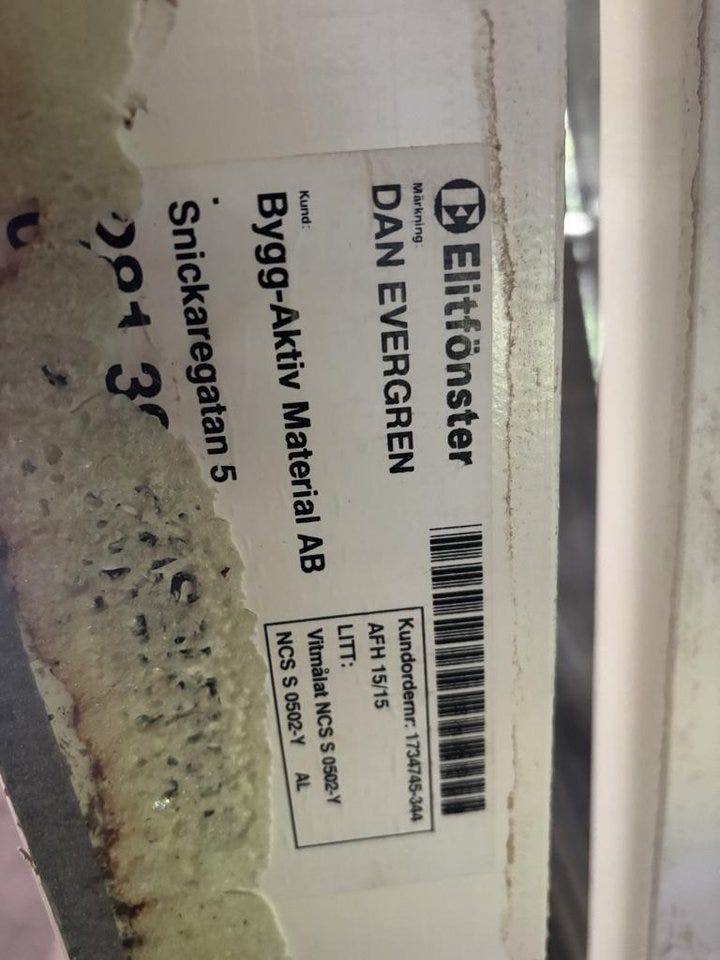 Elitfönster
Märkning:
DAN EVERGREN
Kund:
Bygg-Aktiv Material AB
Snickaregatan 5
Kundordernr: 1734745-344
AFH 15/15
LITT:
Vitmålat NCS S 0502-Y
NCS S 0502-Y AL